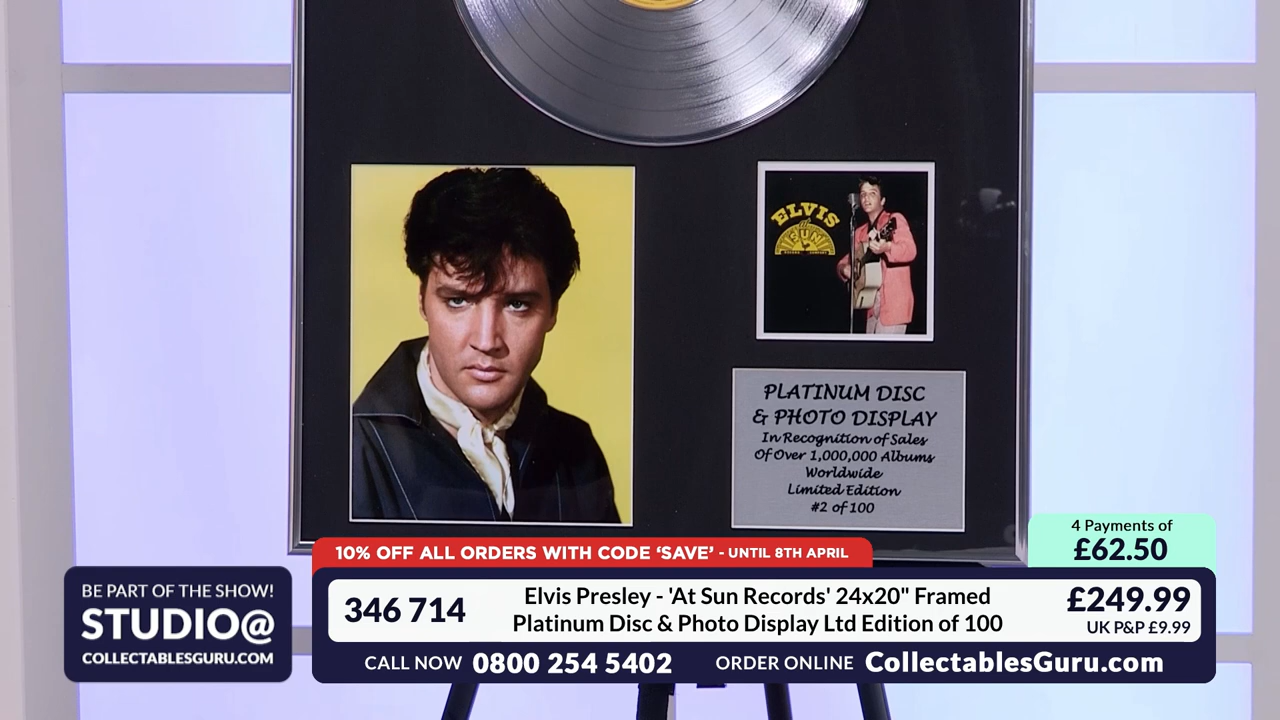 ELVIS
SUN
PLATINUM DISC
& PHOTO DISPLAY
In Recognition of Sales
Of Over 1,000,000 Albums
Worldwide
Limited Edition
#2 of 100
4 Payments of
£62.50
10% OFF ALL ORDERS WITH CODE ‘SAVE’ - UNTIL 8TH APRIL
BE PART OF THE SHOW!
STUDIO@
COLLECTABLESGURU.COM
346 714
Elvis Presley - 'At Sun Records' 24x20" Framed
Platinum Disc & Photo Display Ltd Edition of 100
£249.99
UK P&P £9.99
CALL NOW 0800 254 5402
ORDER ONLINE CollectablesGuru.com